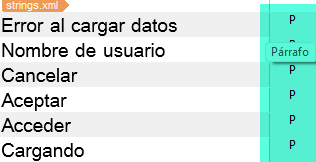 strings.xml
Error al cargar datos P
Nombre de usuario
Párrafo
Cancelar P
Aceptar P
Acceder P
Cargando P